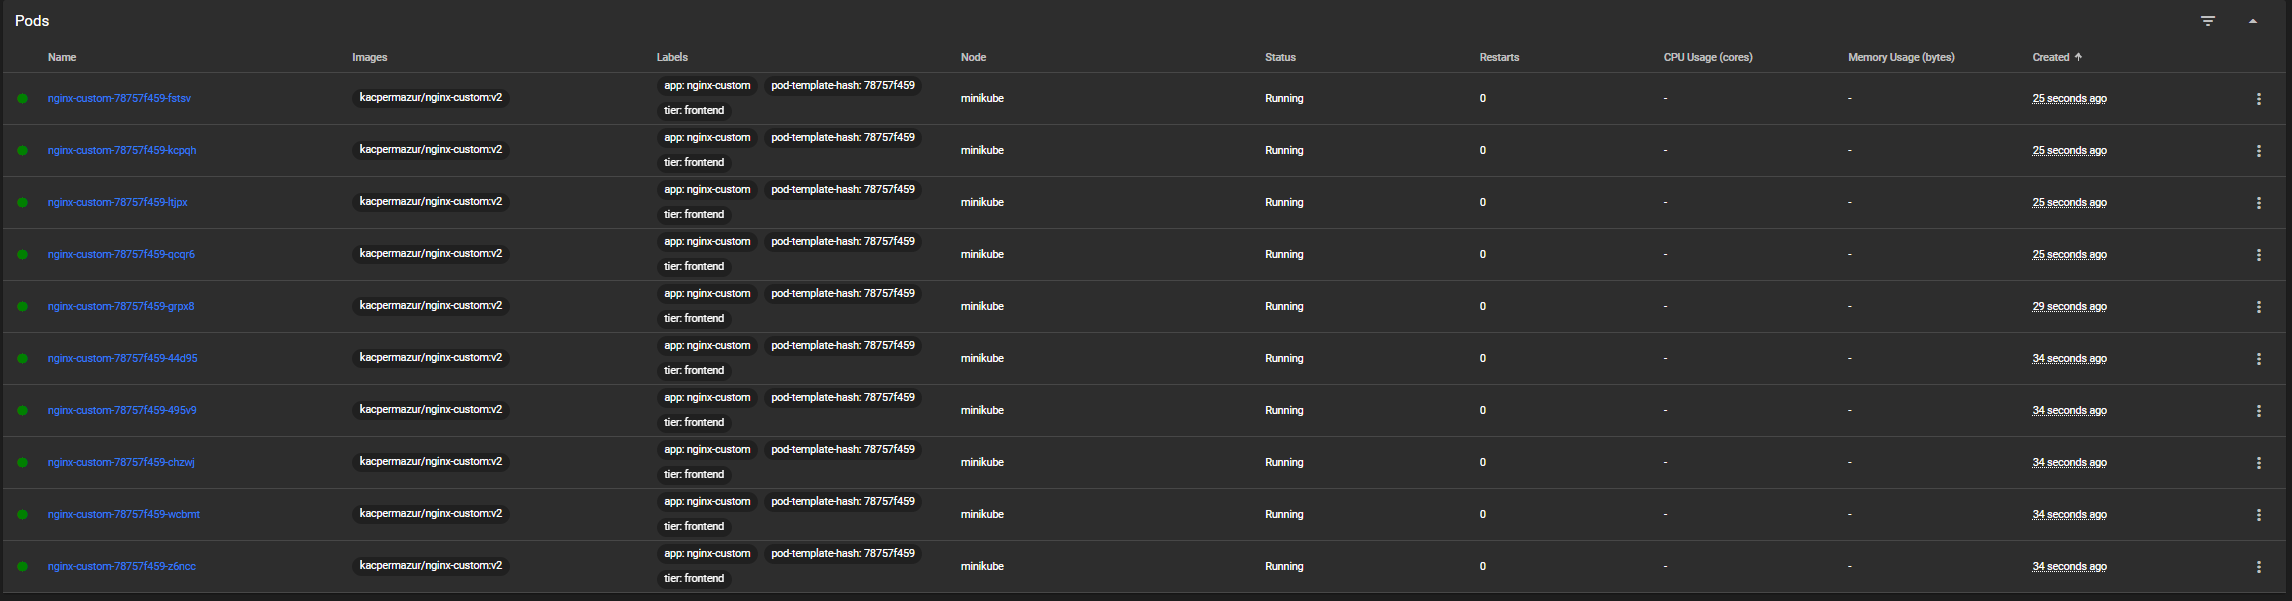 Pods
Name Images Labels Node Status Restarts CPU Usage (cores) Memory Usage (bytes) Created
nginx-custom-78757f459-fstsv kacpermazur/nginx-custom:v2 app: nginx-custom pod-template-hash: 78757f459 minikube Running 0 - - 25 seconds ago
tier: frontend
nginx-custom-78757f459-kcpqh kacpermazur/nginx-custom:v2 app: nginx-custom pod-template-hash: 78757f459 minikube Running 0 - - 25 seconds ago
tier: frontend
nginx-custom-78757f459-ltjpx kacpermazur/nginx-custom:v2 app: nginx-custom pod-template-hash: 78757f459 minikube Running 0 - - 25 seconds ago
tier: frontend
nginx-custom-78757f459-qcqr6 kacpermazur/nginx-custom:v2 app: nginx-custom pod-template-hash: 78757f459 minikube Running 0 - - 25 seconds ago
tier: frontend
nginx-custom-78757f459-grpx8 kacpermazur/nginx-custom:v2 app: nginx-custom pod-template-hash: 78757f459 minikube Running 0 - - 29 seconds ago
tier: frontend
nginx-custom-78757f459-44d95 kacpermazur/nginx-custom:v2 app: nginx-custom pod-template-hash: 78757f459 minikube Running 0 - - 34 seconds ago
tier: frontend
nginx-custom-78757f459-495v9 kacpermazur/nginx-custom:v2 app: nginx-custom pod-template-hash: 78757f459 minikube Running 0 - - 34 seconds ago
tier: frontend
nginx-custom-78757f459-chzwj kacpermazur/nginx-custom:v2 app: nginx-custom pod-template-hash: 78757f459 minikube Running 0 - - 34 seconds ago
tier: frontend
nginx-custom-78757f459-wcbmt kacpermazur/nginx-custom:v2 app: nginx-custom pod-template-hash: 78757f459 minikube Running 0 - - 34 seconds ago
tier: frontend
nginx-custom-78757f459-z6ncc kacpermazur/nginx-custom:v2 app: nginx-custom pod-template-hash: 78757f459 minikube Running 0 - - 34 seconds ago
tier: frontend